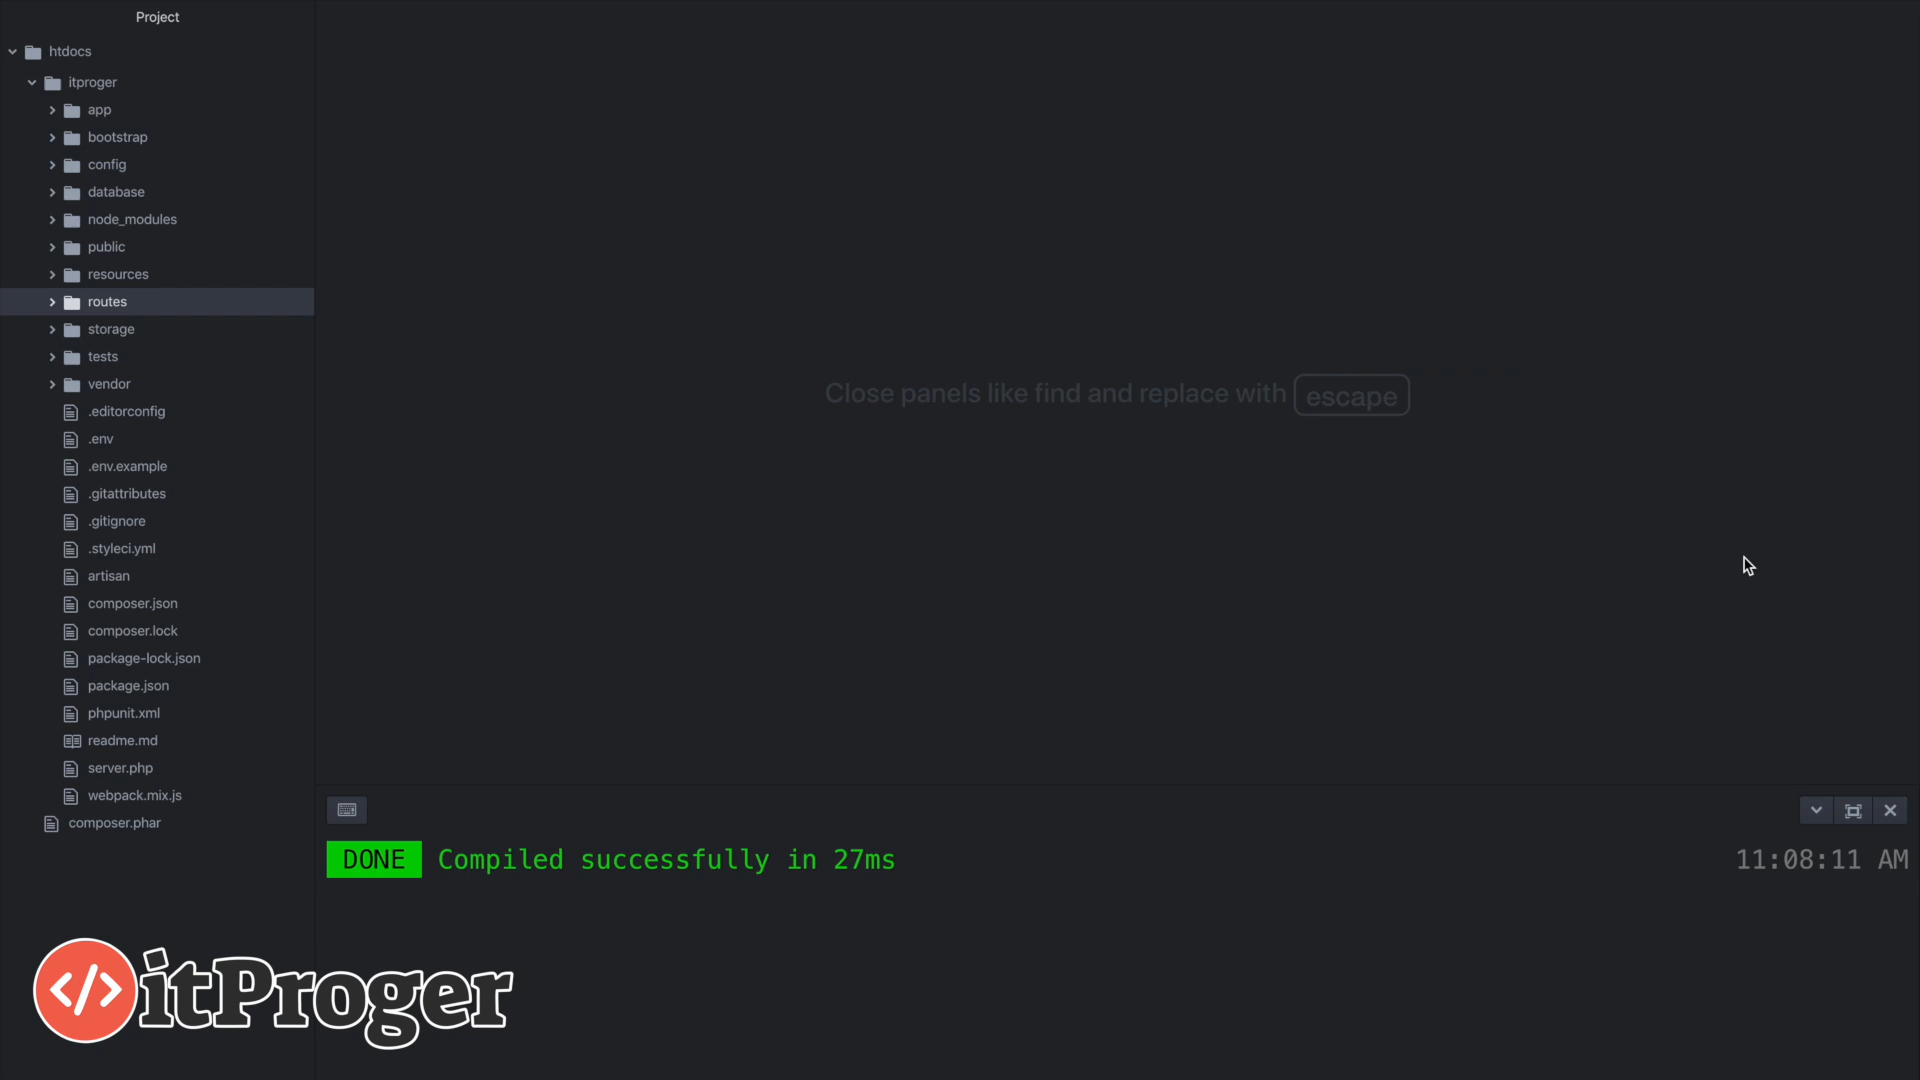 Project
htdocs
itproger
app
bootstrap
config
database
node_modules
public
resources
routes
storage
tests
vendor
.editorconfig
.env
.env.example
.gitattributes
.gitignore
.styleci.yml
artisan
composer.json
composer.lock
package-lock.json
package.json
phpunit.xml
readme.md
server.php
webpack.mix.js
composer.phar
Close panels like find and replace with escape
DONE Compiled successfully in 27ms 11:08:11 AM
</> itProger